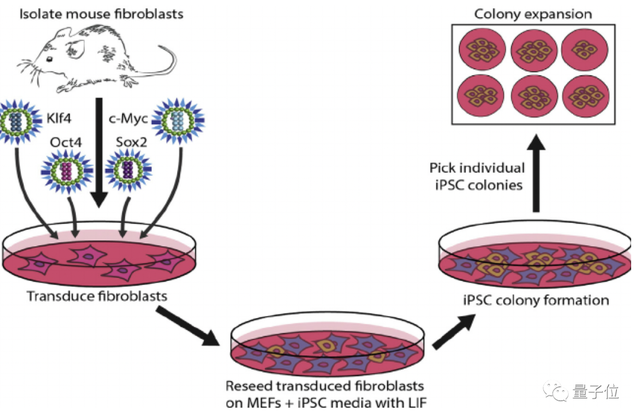 Isolate mouse fibroblasts
Klf4
c-Myc
Oct4
Sox2
Transduce fibroblasts
Reseed transduced fibroblasts
on MEFs + iPSC media with LIF
iPSC colony formation
Pick individual
iPSC colonies
Colony expansion
量子位